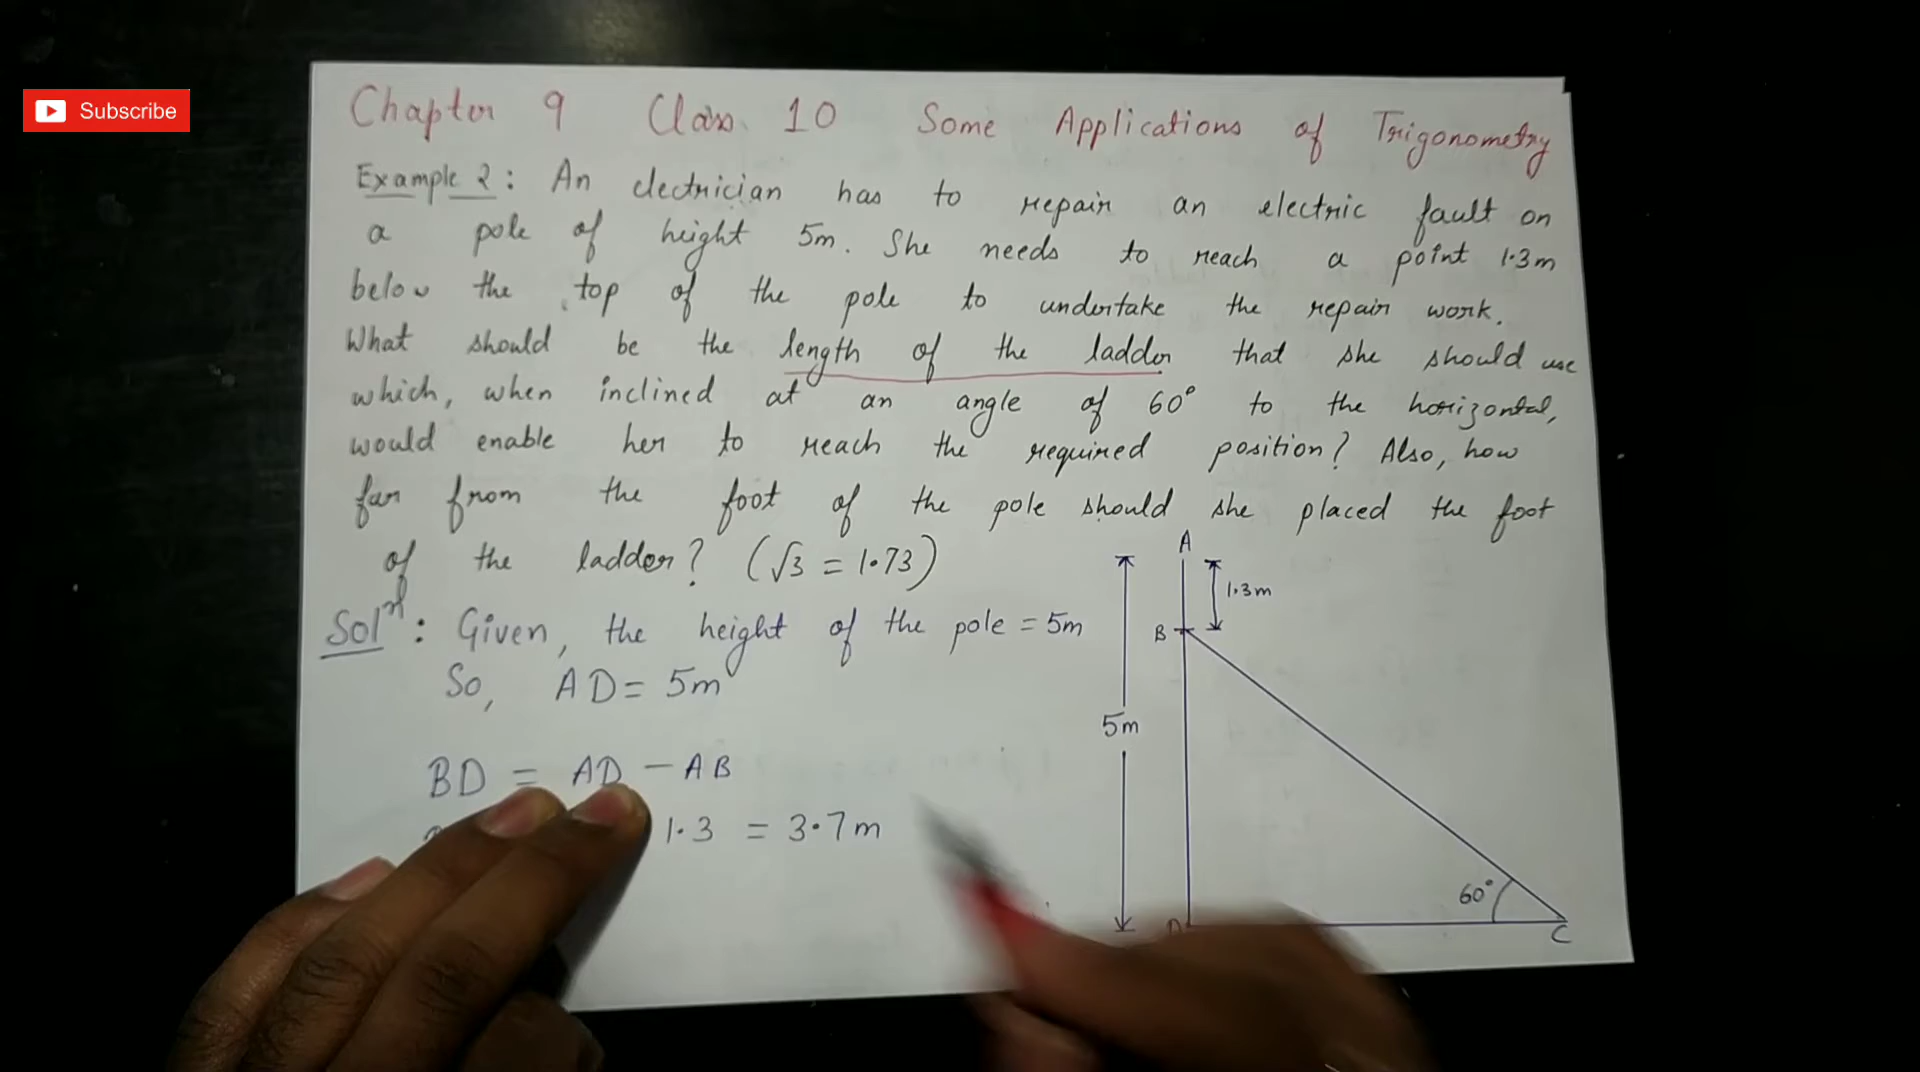 Subscribe
Chapter 9 Class 10 Some Applications of Trigonometry
Example 2: An electrician has to repair an electric fault on
a pole of height 5m. She needs to reach a point 1.3m
below the top of the pole to undertake the repair work.
What should be the length of the ladder that she should use
which, when inclined at an angle of 60° to the horizontal,
would enable her to reach the required position? Also, how
far from the foot of the pole should she placed the foot
of the ladder? (√3 = 1.73)
Solⁿ: Given, the height of the pole = 5m
So, AD = 5m
BD = AD - AB
1.3 = 3.7m
A
1.3m
B
5m
60°
D
C